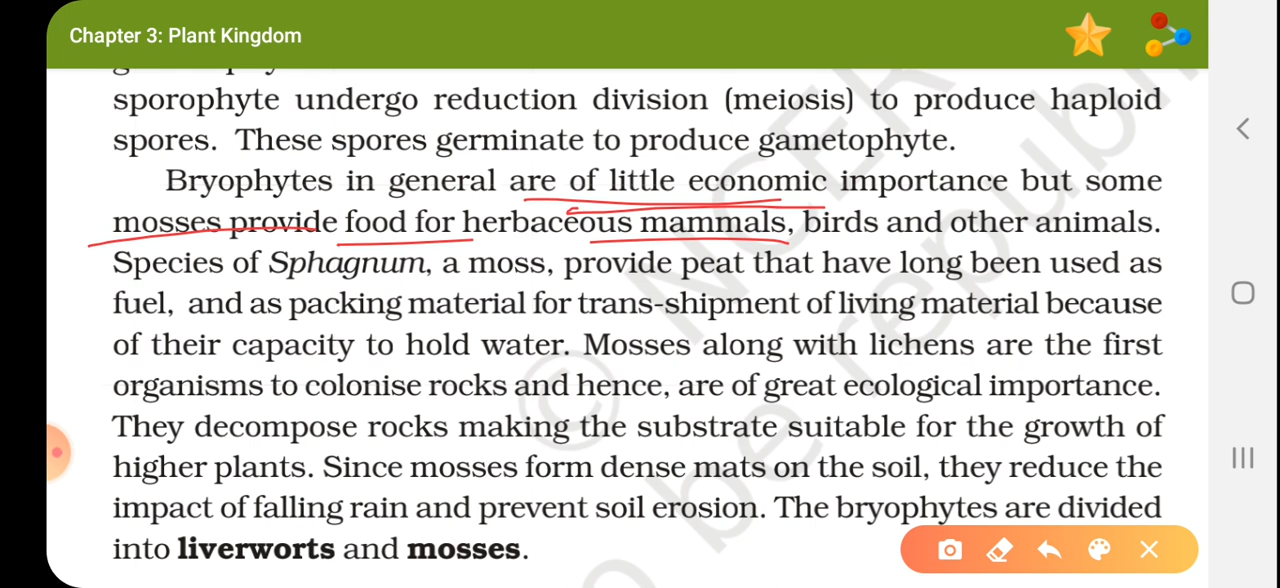 Chapter 3: Plant Kingdom
sporophyte undergo reduction division (meiosis) to produce haploid
spores. These spores germinate to produce gametophyte.
Bryophytes in general are of little economic importance but some
mosses provide food for herbaceous mammals, birds and other animals.
Species of Sphagnum, a moss, provide peat that have long been used as
fuel, and as packing material for trans-shipment of living material because
of their capacity to hold water. Mosses along with lichens are the first
organisms to colonise rocks and hence, are of great ecological importance.
They decompose rocks making the substrate suitable for the growth of
higher plants. Since mosses form dense mats on the soil, they reduce the
impact of falling rain and prevent soil erosion. The bryophytes are divided
into liverworts and mosses.